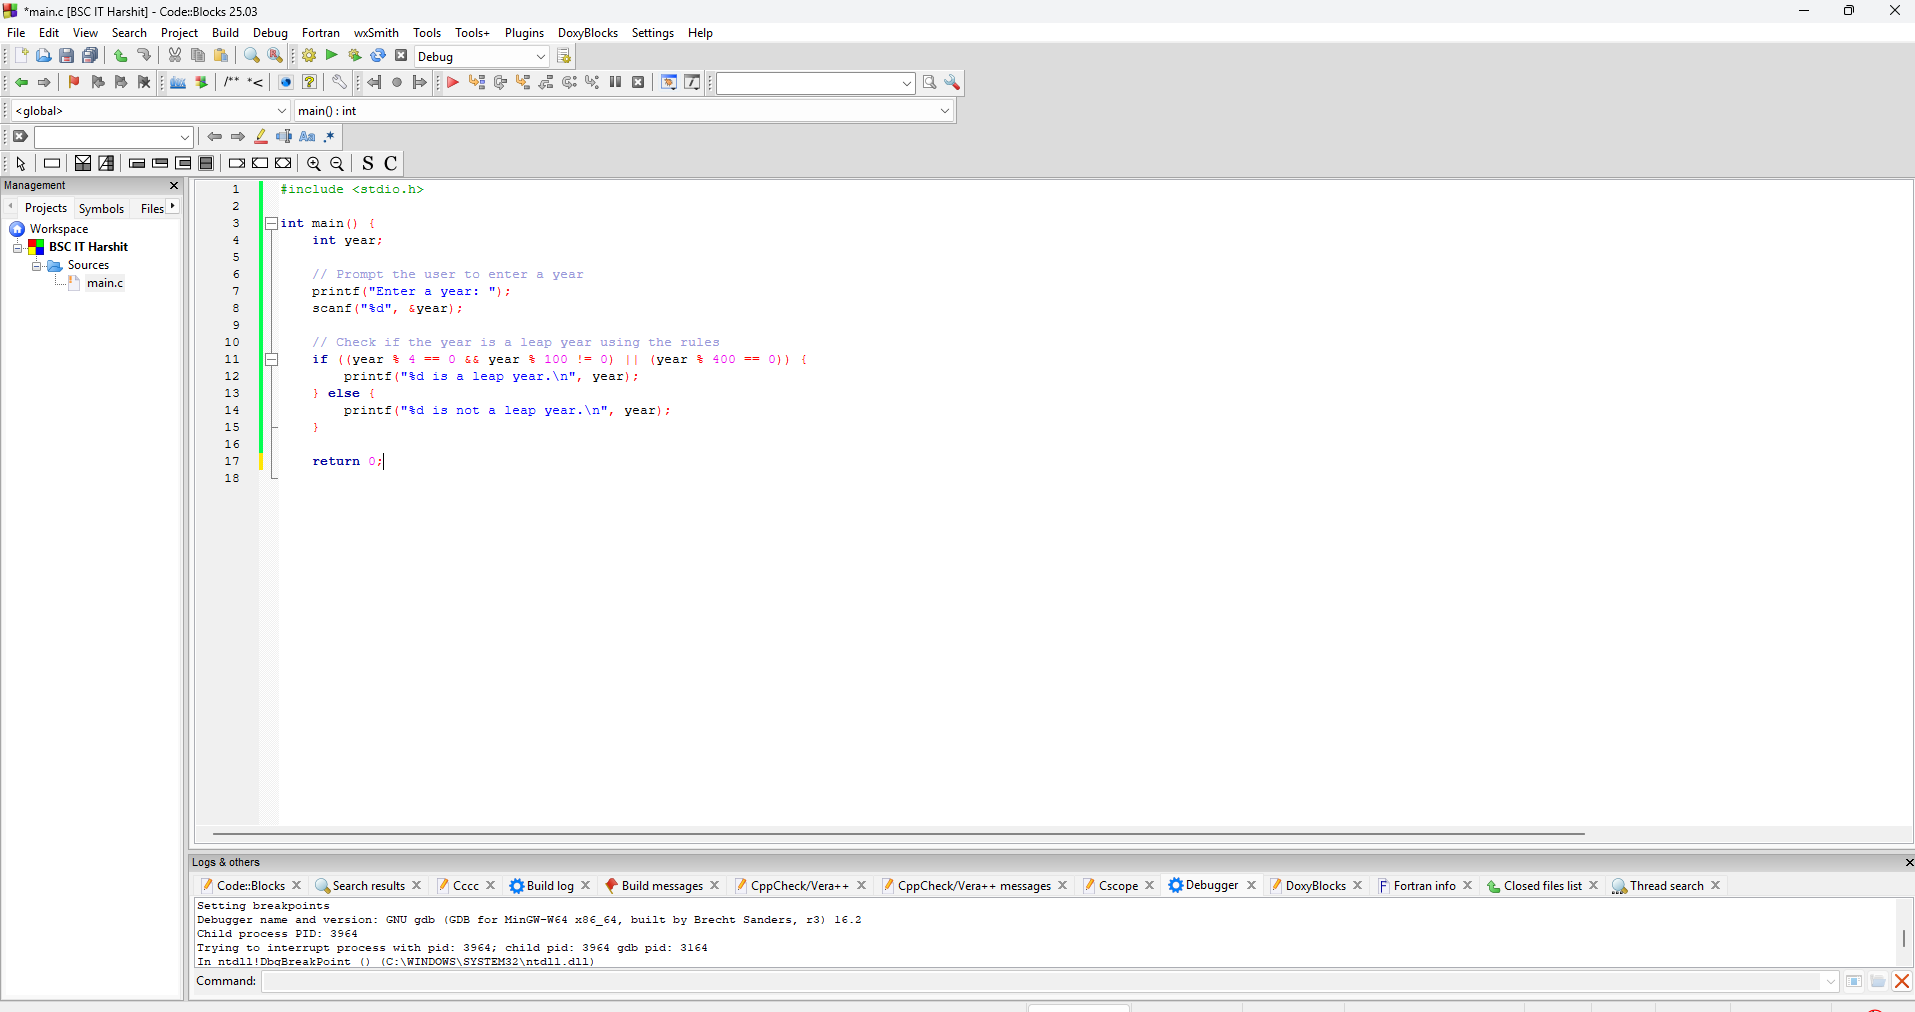 *main.c [BSC IT Harshit] - Code::Blocks 25.03
File Edit View Search Project Build Debug Fortran wxSmith Tools Tools+ Plugins DoxyBlocks Settings Help
Debug
/** *<
<global> main() : int
Aa .*
S C
Management
Projects Symbols Files
Workspace
BSC IT Harshit
Sources
main.c
1 #include <stdio.h>
2
3 int main() {
4 int year;
5
6 // Prompt the user to enter a year
7 printf("Enter a year: ");
8 scanf("%d", &year);
9
10 // Check if the year is a leap year using the rules
11 if ((year % 4 == 0 && year % 100 != 0) || (year % 400 == 0)) {
12 printf("%d is a leap year.\n", year);
13 } else {
14 printf("%d is not a leap year.\n", year);
15 }
16
17 return 0;
18
Logs & others
Code::Blocks Search results Cccc Build log Build messages CppCheck/Vera++ CppCheck/Vera++ messages Cscope Debugger DoxyBlocks Fortran info Closed files list Thread search
Setting breakpoints
Debugger name and version: GNU gdb (GDB for MinGW-W64 x86_64, built by Brecht Sanders, r3) 16.2
Child process PID: 3964
Trying to interrupt process with pid: 3964; child pid: 3964 gdb pid: 3164
In ntdll!DbgBreakPoint () (C:\WINDOWS\SYSTEM32\ntdll.dll)
Command: